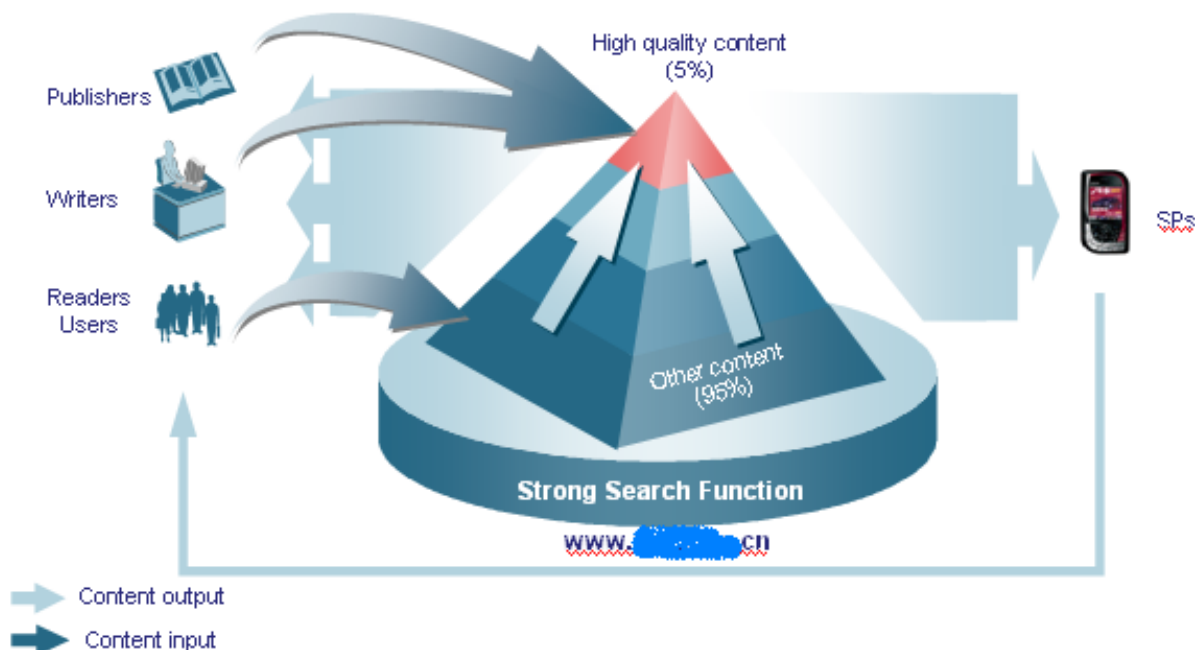 High quality content
(5%)
Publishers
Writers
SPs
Readers
Users
Other content
(95%)
Strong Search Function
www.
.cn
Content output
Content input